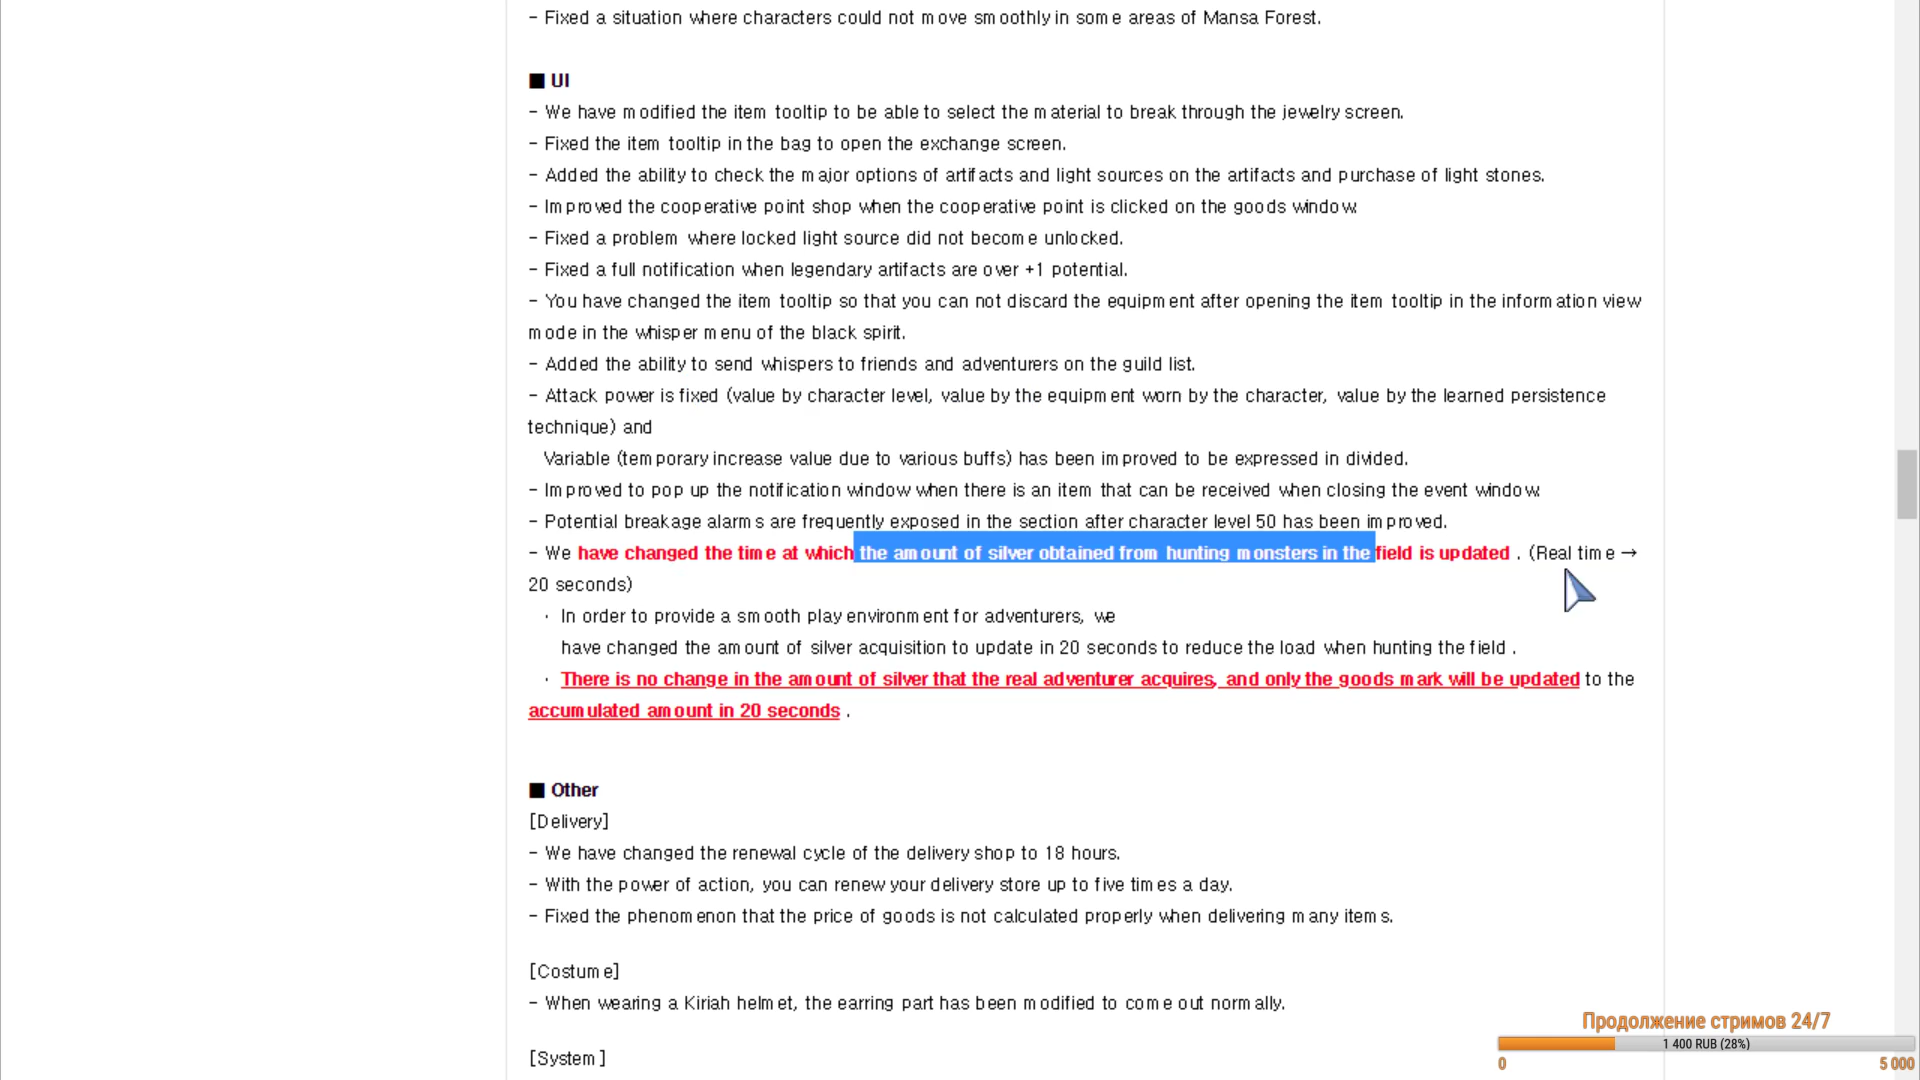 - Fixed a situation where characters could not move smoothly in some areas of Mansa Forest.
■ UI
- We have modified the item tooltip to be able to select the material to break through the jewelry screen.
- Fixed the item tooltip in the bag to open the exchange screen.
- Added the ability to check the major options of artifacts and light sources on the artifacts and purchase of light stones.
- Improved the cooperative point shop when the cooperative point is clicked on the goods window.
- Fixed a problem where locked light source did not become unlocked.
- Fixed a full notification when legendary artifacts are over +1 potential.
- You have changed the item tooltip so that you can not discard the equipment after opening the item tooltip in the information view
mode in the whisper menu of the black spirit.
- Added the ability to send whispers to friends and adventurers on the guild list.
- Attack power is fixed (value by character level, value by the equipment worn by the character, value by the learned persistence
technique) and
Variable (temporary increase value due to various buffs) has been improved to be expressed in divided.
- Improved to pop up the notification window when there is an item that can be received when closing the event window.
- Potential breakage alarms are frequently exposed in the section after character level 50 has been improved.
- We have changed the time at which the amount of silver obtained from hunting monsters in the field is updated . (Real time →
20 seconds)
· In order to provide a smooth play environment for adventurers, we
have changed the amount of silver acquisition to update in 20 seconds to reduce the load when hunting the field .
· There is no change in the amount of silver that the real adventurer acquires, and only the goods mark will be updated to the
accumulated amount in 20 seconds .
■ Other
[Delivery]
- We have changed the renewal cycle of the delivery shop to 18 hours.
- With the power of action, you can renew your delivery store up to five times a day.
- Fixed the phenomenon that the price of goods is not calculated properly when delivering many items.
[Costume]
- When wearing a Kiriah helmet, the earring part has been modified to come out normally.
[System]
Продолжение стримов 24/7
1 400 RUB (28%)
0 5 000